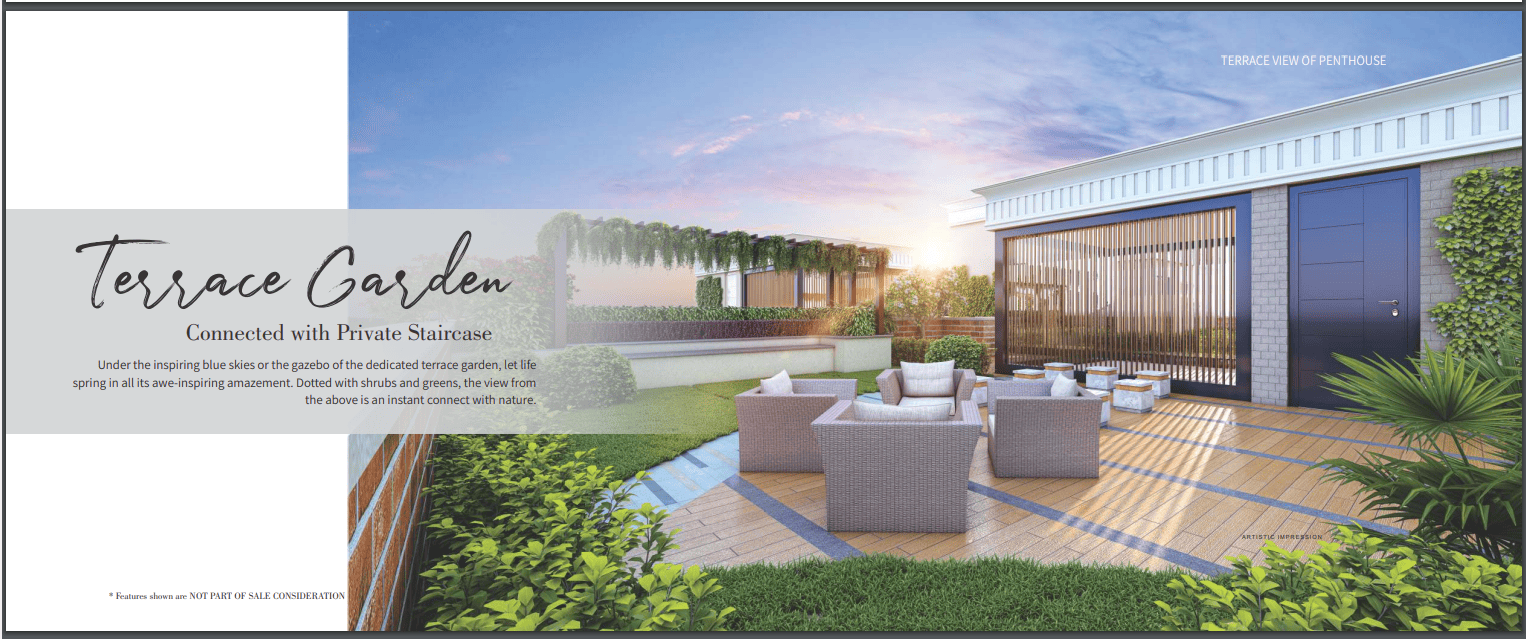 TERRACE VIEW OF PENTHOUSE
Terrace Garden
Connected with Private Staircase
Under the inspiring blue skies or the gazebo of the dedicated terrace garden, let life
spring in all its awe-inspiring amazement. Dotted with shrubs and greens, the view from
the above is an instant connect with nature.
ARTISTIC IMPRESSION
* Features shown are NOT PART OF SALE CONSIDERATION